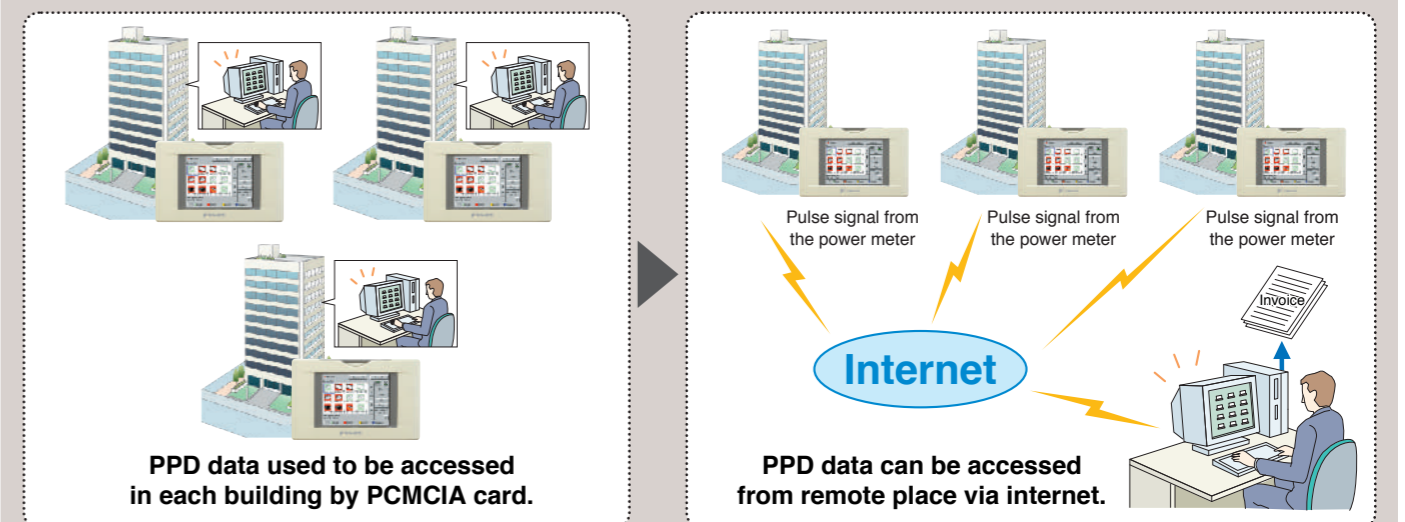 PPD data used to be accessed
in each building by PCMCIA card.
Pulse signal from
the power meter
Pulse signal from
the power meter
Pulse signal from
the power meter
Invoice
Internet
PPD data can be accessed
from remote place via internet.